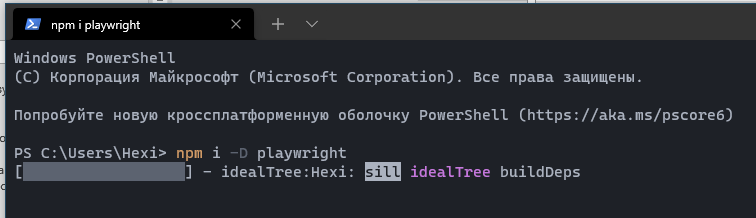 npm i playwright
Windows PowerShell
(C) Корпорация Майкрософт (Microsoft Corporation). Все права защищены.
Попробуйте новую кроссплатформенную оболочку PowerShell (https://aka.ms/pscore6)
PS C:\Users\Hexi> npm i -D playwright
[                  ] - idealTree:Hexi: sill idealTree buildDeps